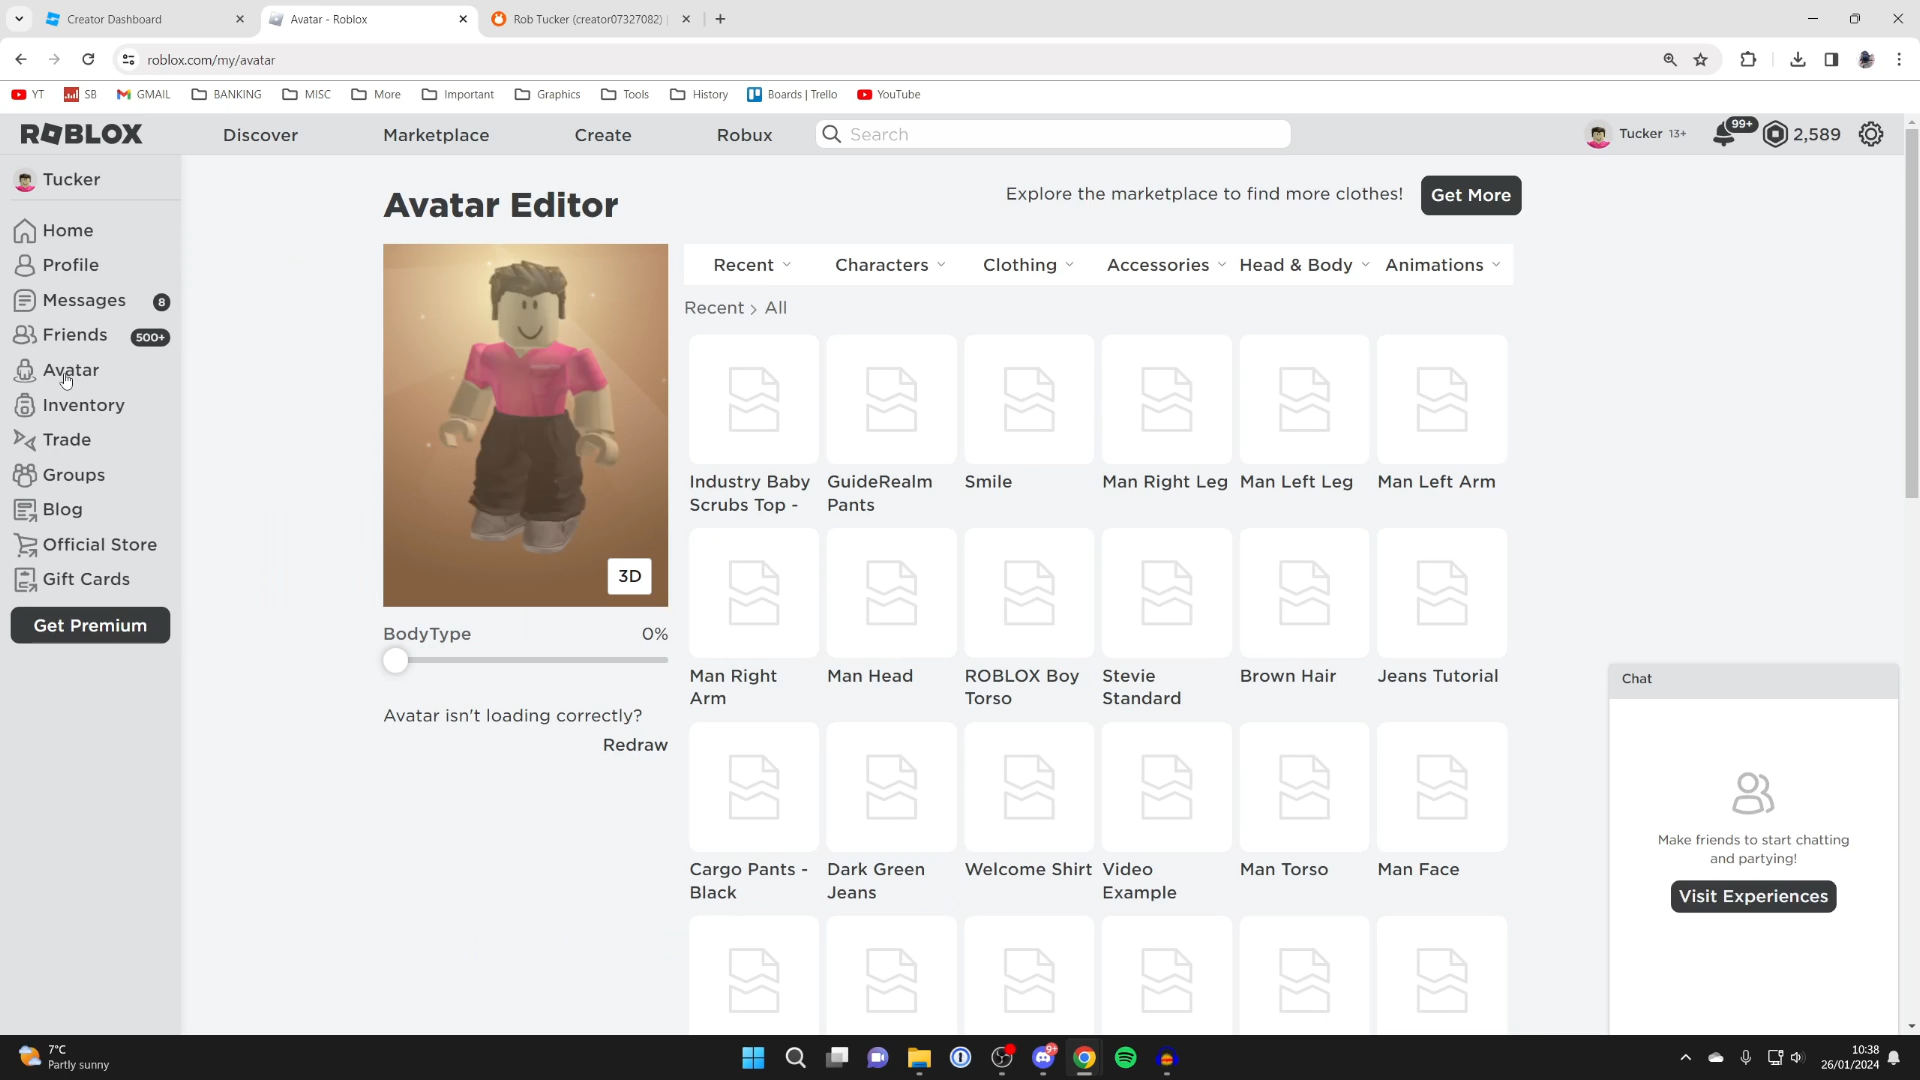 Creator Dashboard
Avatar - Roblox
Rob Tucker (creator07327082)
roblox.com/my/avatar
YT SB GMAIL BANKING MISC More Important Graphics Tools History Boards | Trello YouTube
ROBLOX Discover Marketplace Create Robux Search Tucker 13+ 99+ 2,589
Tucker
Home
Profile
Messages 8
Friends 500+
Avatar
Inventory
Trade
Groups
Blog
Official Store
Gift Cards
Get Premium
Avatar Editor
Explore the marketplace to find more clothes! Get More
3D
BodyType 0%
Avatar isn't loading correctly?
Redraw
Recent Characters Clothing Accessories Head & Body Animations
Recent > All
Industry Baby Scrubs Top -
GuideRealm Pants
Smile
Man Right Leg
Man Left Leg
Man Left Arm
Man Right Arm
Man Head
ROBLOX Boy Torso
Stevie Standard
Brown Hair
Jeans Tutorial
Cargo Pants - Black
Dark Green Jeans
Welcome Shirt
Video Example
Man Torso
Man Face
Chat
Make friends to start chatting
and partying!
Visit Experiences
7°C
Partly sunny
9+
10:38
26/01/2024